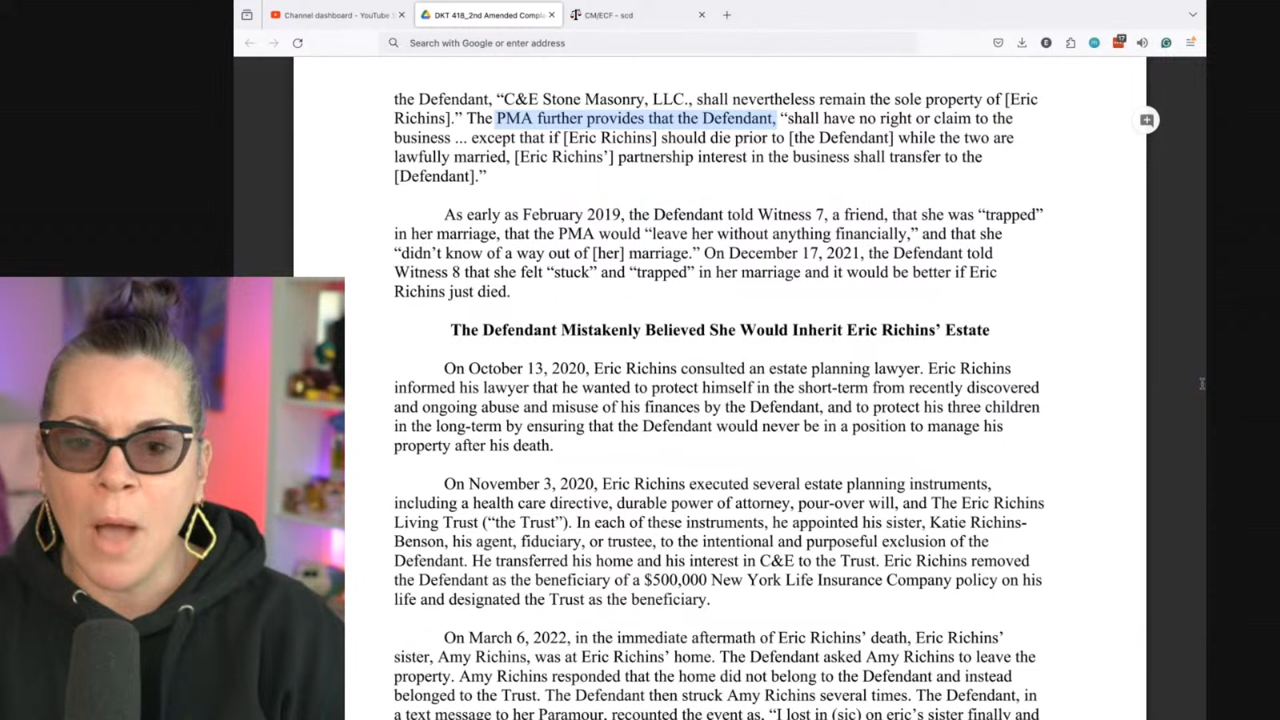 Channel dashboard - YouTube
DKT 418_2nd Amended Compla
CM/ECF - scd
Search with Google or enter address
17
the Defendant, “C&E Stone Masonry, LLC., shall nevertheless remain the sole property of [Eric
Richins].” The PMA further provides that the Defendant, “shall have no right or claim to the
business ... except that if [Eric Richins] should die prior to [the Defendant] while the two are
lawfully married, [Eric Richins’] partnership interest in the business shall transfer to the
[Defendant].”
As early as February 2019, the Defendant told Witness 7, a friend, that she was “trapped”
in her marriage, that the PMA would “leave her without anything financially,” and that she
“didn’t know of a way out of [her] marriage.” On December 17, 2021, the Defendant told
Witness 8 that she felt “stuck” and “trapped” in her marriage and it would be better if Eric
Richins just died.
The Defendant Mistakenly Believed She Would Inherit Eric Richins’ Estate
On October 13, 2020, Eric Richins consulted an estate planning lawyer. Eric Richins
informed his lawyer that he wanted to protect himself in the short-term from recently discovered
and ongoing abuse and misuse of his finances by the Defendant, and to protect his three children
in the long-term by ensuring that the Defendant would never be in a position to manage his
property after his death.
On November 3, 2020, Eric Richins executed several estate planning instruments,
including a health care directive, durable power of attorney, pour-over will, and The Eric Richins
Living Trust (“the Trust”). In each of these instruments, he appointed his sister, Katie Richins-
Benson, his agent, fiduciary, or trustee, to the intentional and purposeful exclusion of the
Defendant. He transferred his home and his interest in C&E to the Trust. Eric Richins removed
the Defendant as the beneficiary of a $500,000 New York Life Insurance Company policy on his
life and designated the Trust as the beneficiary.
On March 6, 2022, in the immediate aftermath of Eric Richins’ death, Eric Richins’
sister, Amy Richins, was at Eric Richins’ home. The Defendant asked Amy Richins to leave the
property. Amy Richins responded that the home did not belong to the Defendant and instead
belonged to the Trust. The Defendant then struck Amy Richins several times. The Defendant, in
a text message to her Paramour, recounted the event as, “I lost in (sic) on eric’s sister finally and